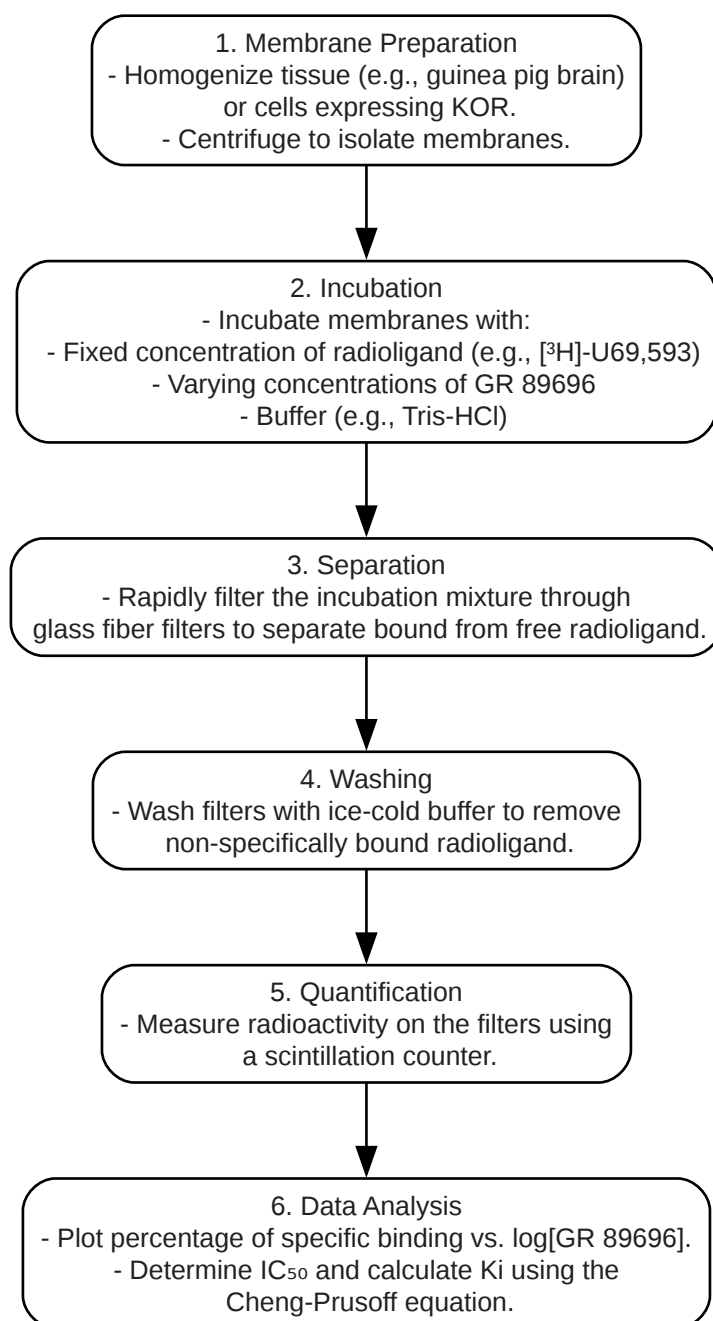 1. Membrane Preparation
- Homogenize tissue (e.g., guinea pig brain)
or cells expressing KOR.
- Centrifuge to isolate membranes.
2. Incubation
- Incubate membranes with:
- Fixed concentration of radioligand (e.g., [³H]-U69,593)
- Varying concentrations of GR 89696
- Buffer (e.g., Tris-HCl)
3. Separation
- Rapidly filter the incubation mixture through
glass fiber filters to separate bound from free radioligand.
4. Washing
- Wash filters with ice-cold buffer to remove
non-specifically bound radioligand.
5. Quantification
- Measure radioactivity on the filters using
a scintillation counter.
6. Data Analysis
- Plot percentage of specific binding vs. log[GR 89696].
- Determine IC₅₀ and calculate Ki using the
Cheng-Prusoff equation.